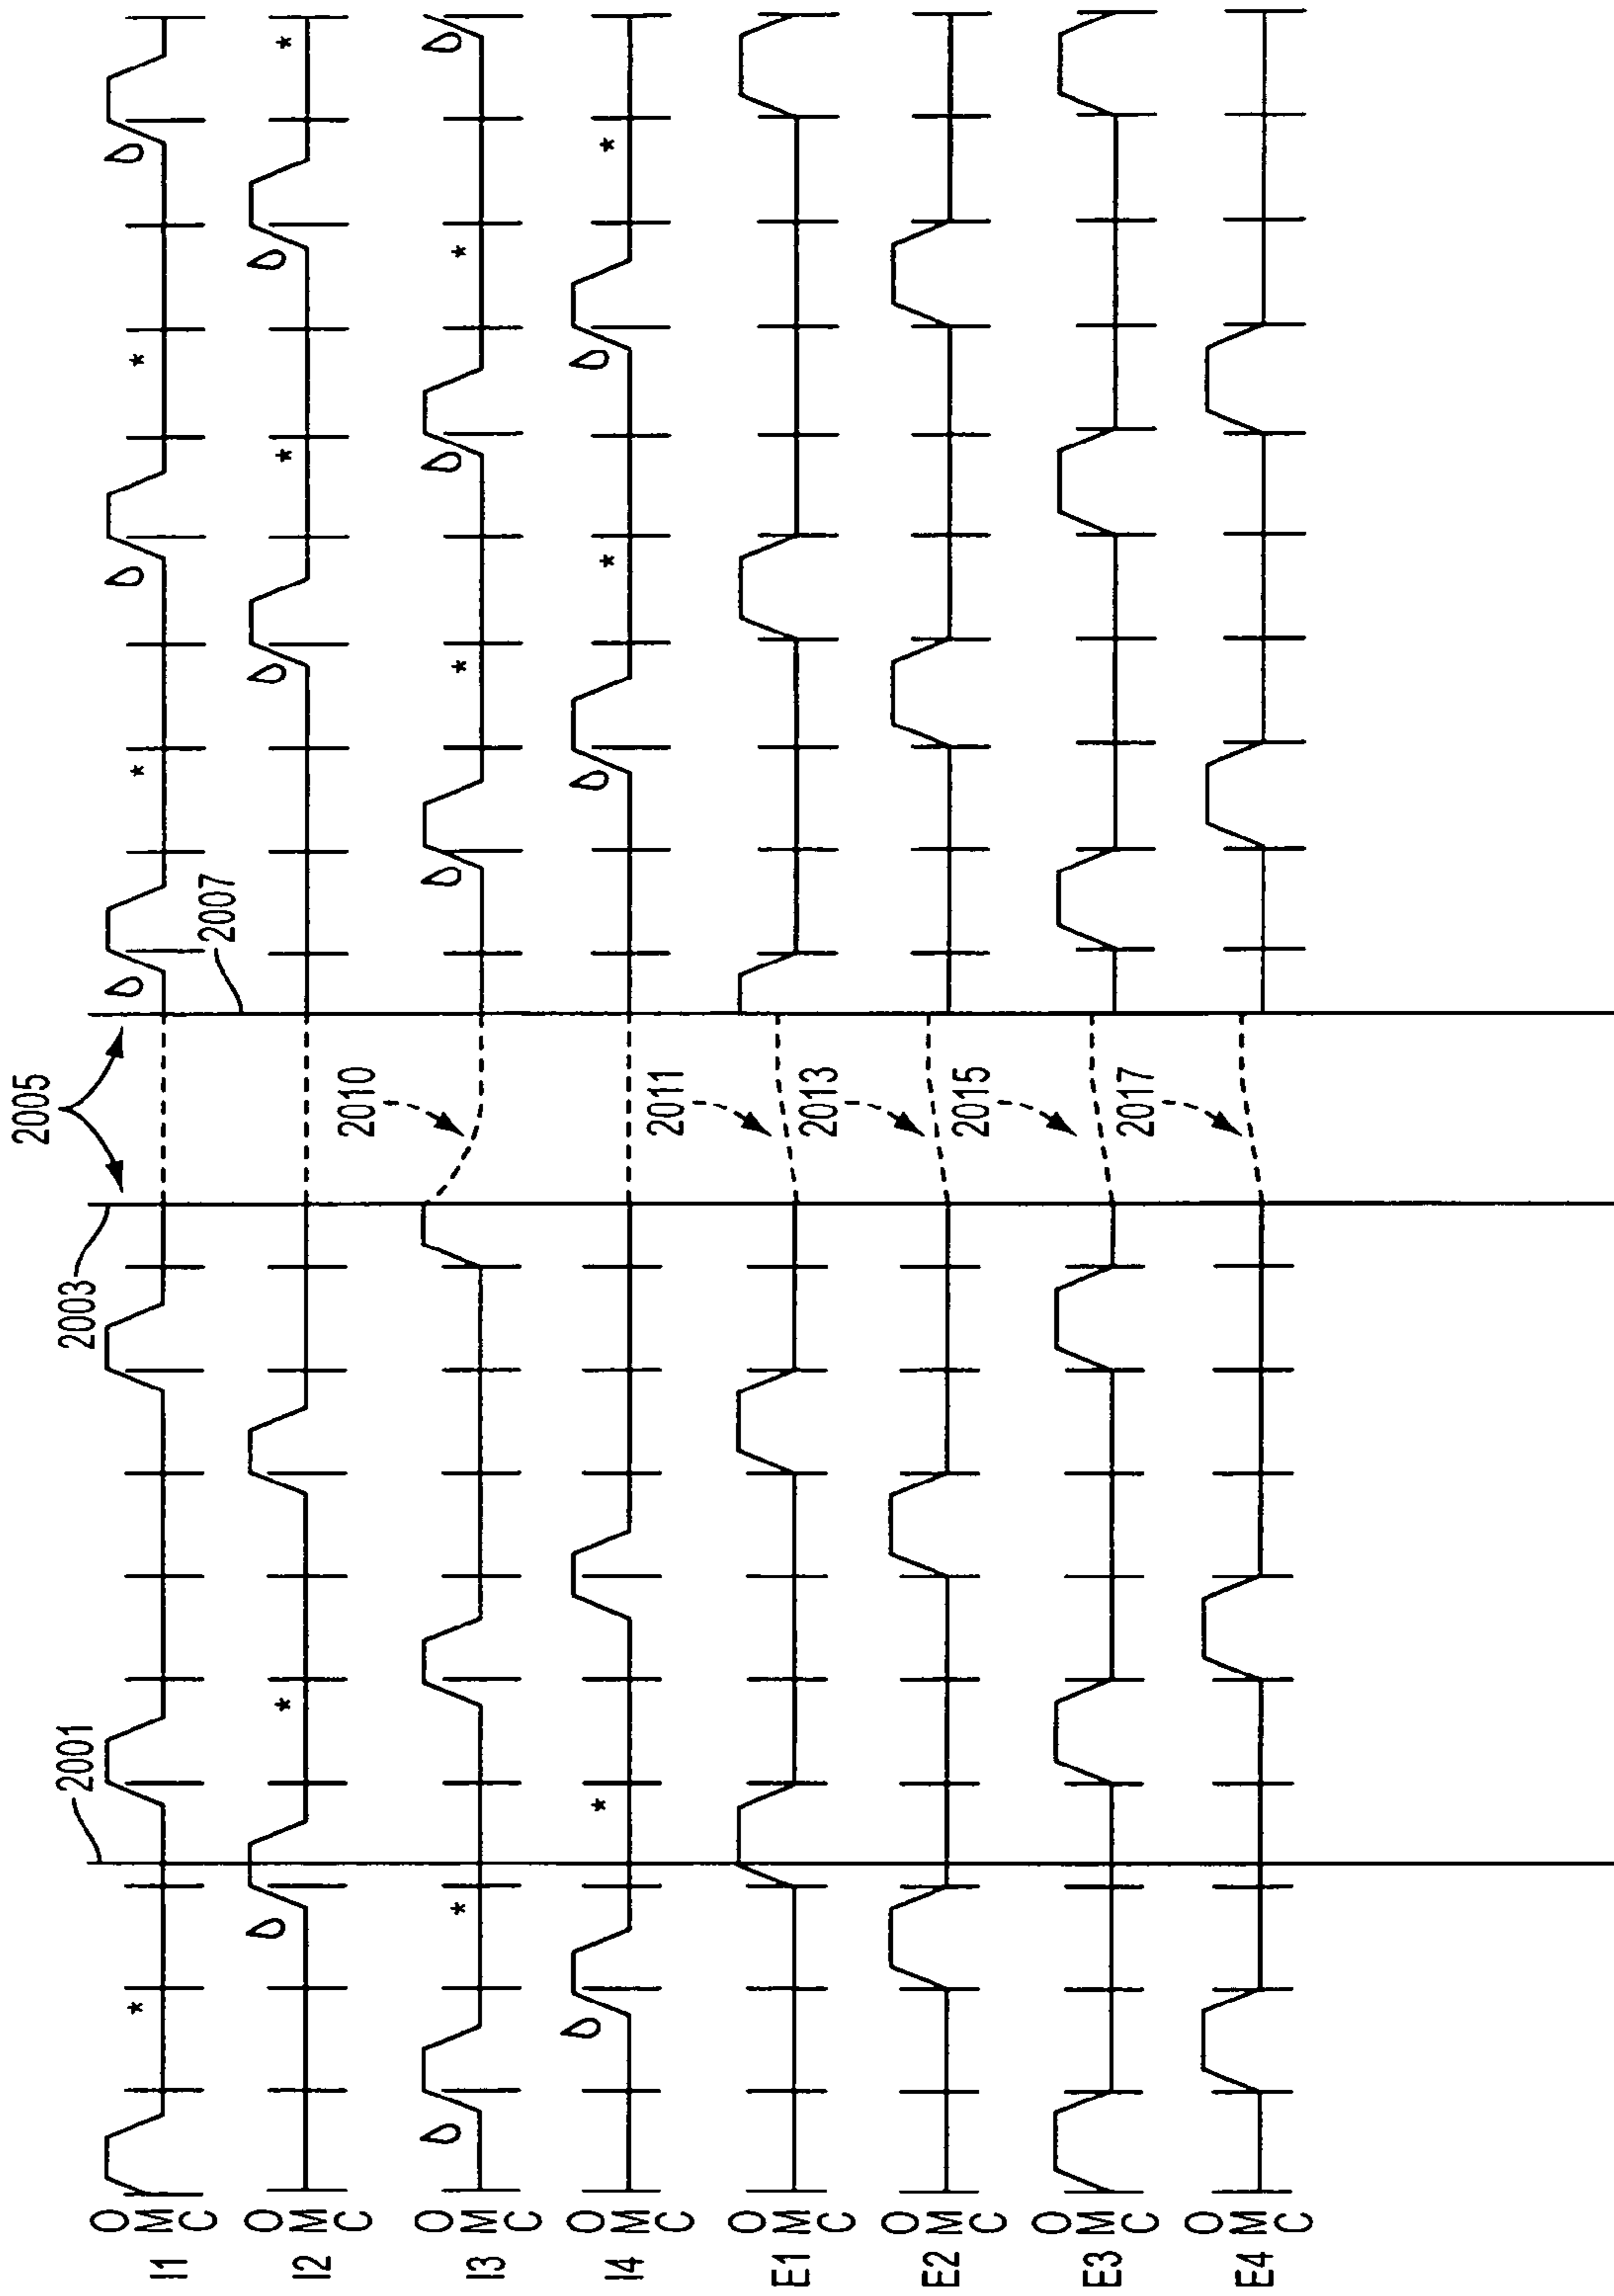 2005
2001
2003
2007
2010
2011
2013
2015
2017
I1 O M C
*
*
*
I2 O M C
*
*
*
I3 O M C
*
*
*
I4 O M C
*
*
*
E1 O M C
E2 O M C
E3 O M C
E4 O M C